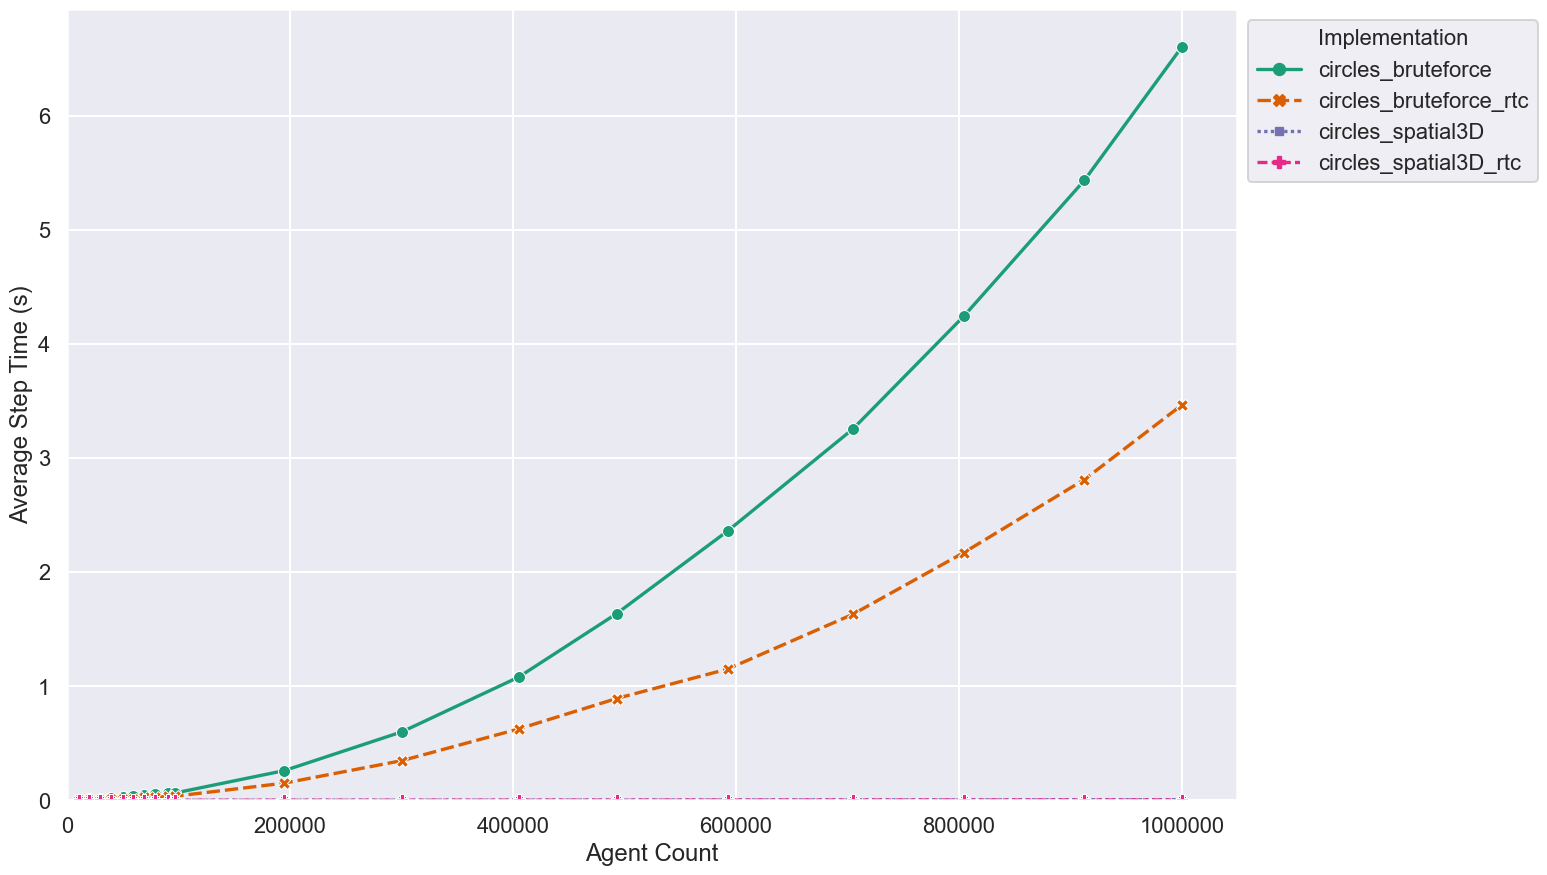 Implementation
circles_bruteforce
circles_bruteforce_rtc
circles_spatial3D
circles_spatial3D_rtc
Average Step Time (s)
6
5
4
3
2
1
0
0 200000 400000 600000 800000 1000000
Agent Count